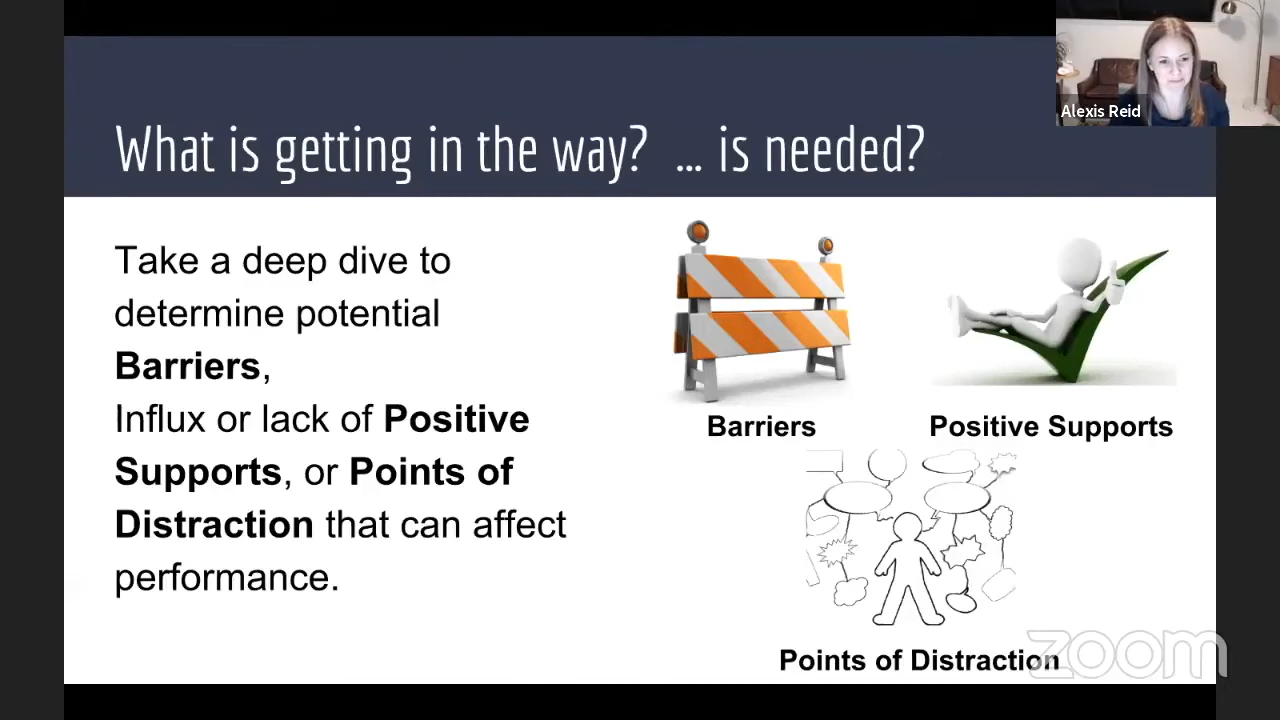 Alexis Reid
What is getting in the way?  ... is needed?
Take a deep dive to
determine potential
Barriers,
Influx or lack of Positive
Supports, or Points of
Distraction that can affect
performance.
Barriers
Positive Supports
Points of Distraction
zoom